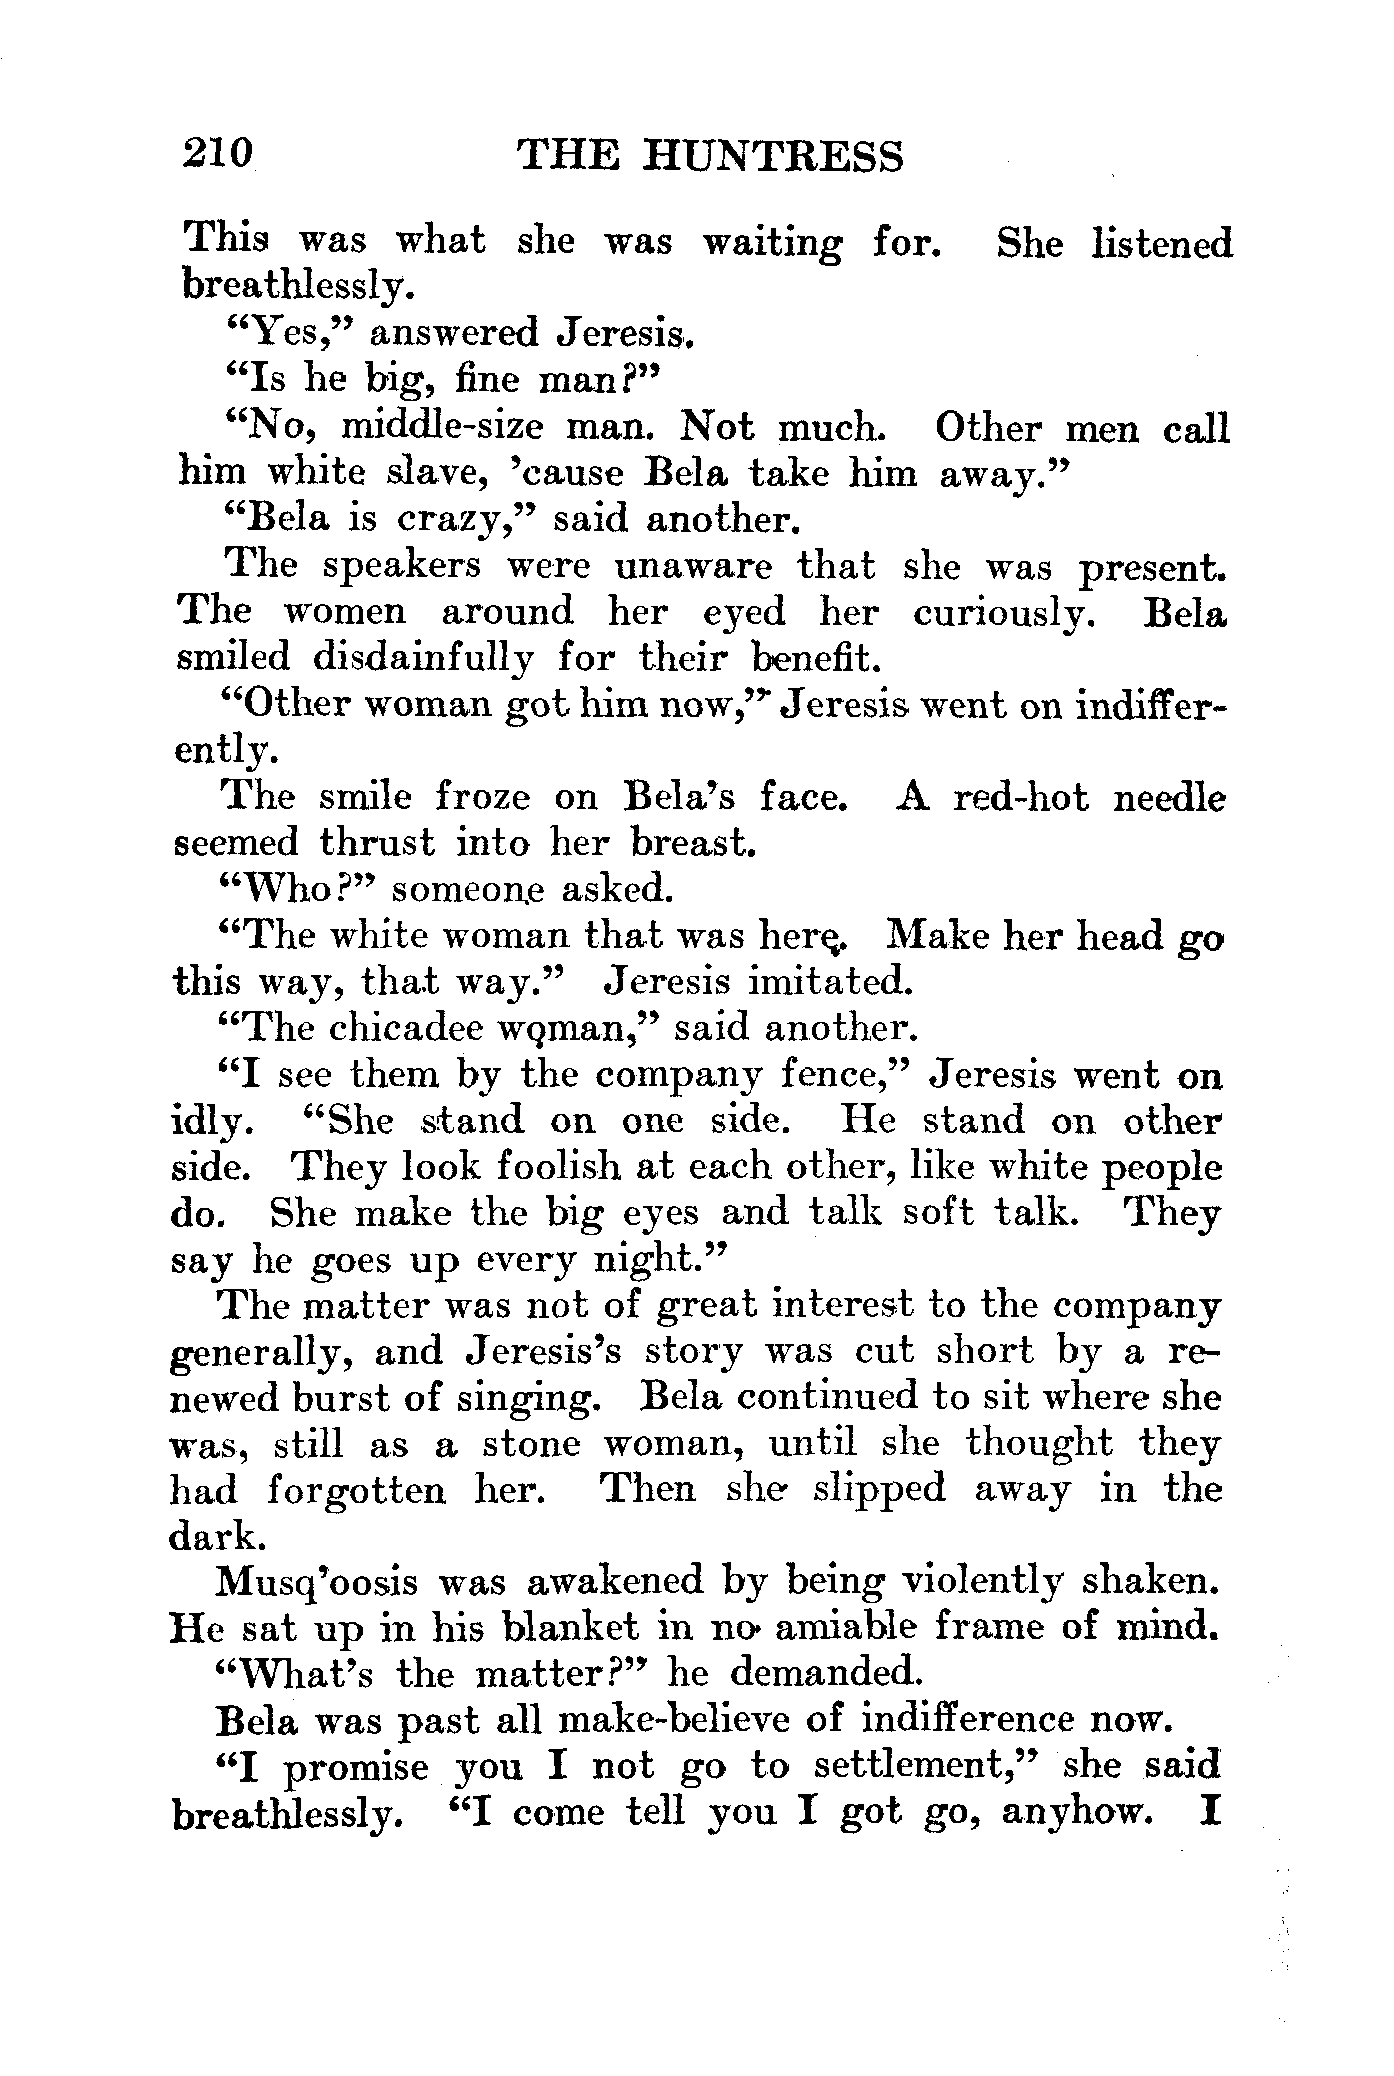 210 THE HUNTRESS
This was what she was waiting for. She listened
breathlessly.
“Yes,” answered Jeresis.
“Is he big, fine man?”
“No, middle-size man. Not much. Other men call
him white slave, ’cause Bela take him away.”
“Bela is crazy,” said another.
The speakers were unaware that she was present.
The women around her eyed her curiously. Bela
smiled disdainfully for their benefit.
“Other woman got him now,” Jeresis went on indiffer-
ently.
The smile froze on Bela’s face. A red-hot needle
seemed thrust into her breast.
“Who?” someone asked.
“The white woman that was here. Make her head go
this way, that way.” Jeresis imitated.
“The chicadee woman,” said another.
“I see them by the company fence,” Jeresis went on
idly. “She stand on one side. He stand on other
side. They look foolish at each other, like white people
do. She make the big eyes and talk soft talk. They
say he goes up every night.”
The matter was not of great interest to the company
generally, and Jeresis’s story was cut short by a re-
newed burst of singing. Bela continued to sit where she
was, still as a stone woman, until she thought they
had forgotten her. Then she slipped away in the
dark.
Musq’oosis was awakened by being violently shaken.
He sat up in his blanket in no amiable frame of mind.
“What’s the matter?” he demanded.
Bela was past all make-believe of indifference now.
“I promise you I not go to settlement,” she said
breathlessly. “I come tell you I got go, anyhow. I